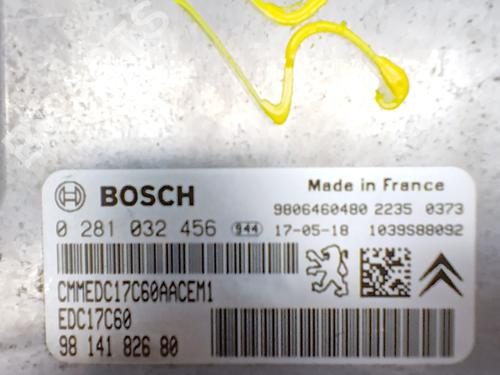 BOSCH
Made in France
9806460480 2235 0373
0 281 032 456 944 17-05-18 1039S88092
CMMEDC17C60AACEM1
EDC17C60
98 141 826 80